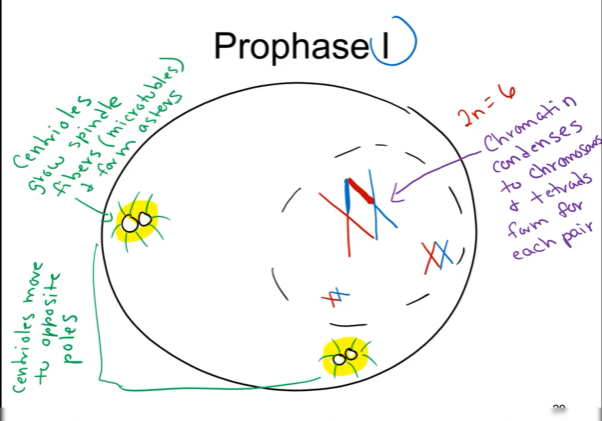 Prophase I
Centrioles
grow spindle
fibers (microtubles)
& form asters
2n=6
Chromatin
condenses
to chromosomes
& tetrads
form for
each pair
Centrioles move
to opposite
poles